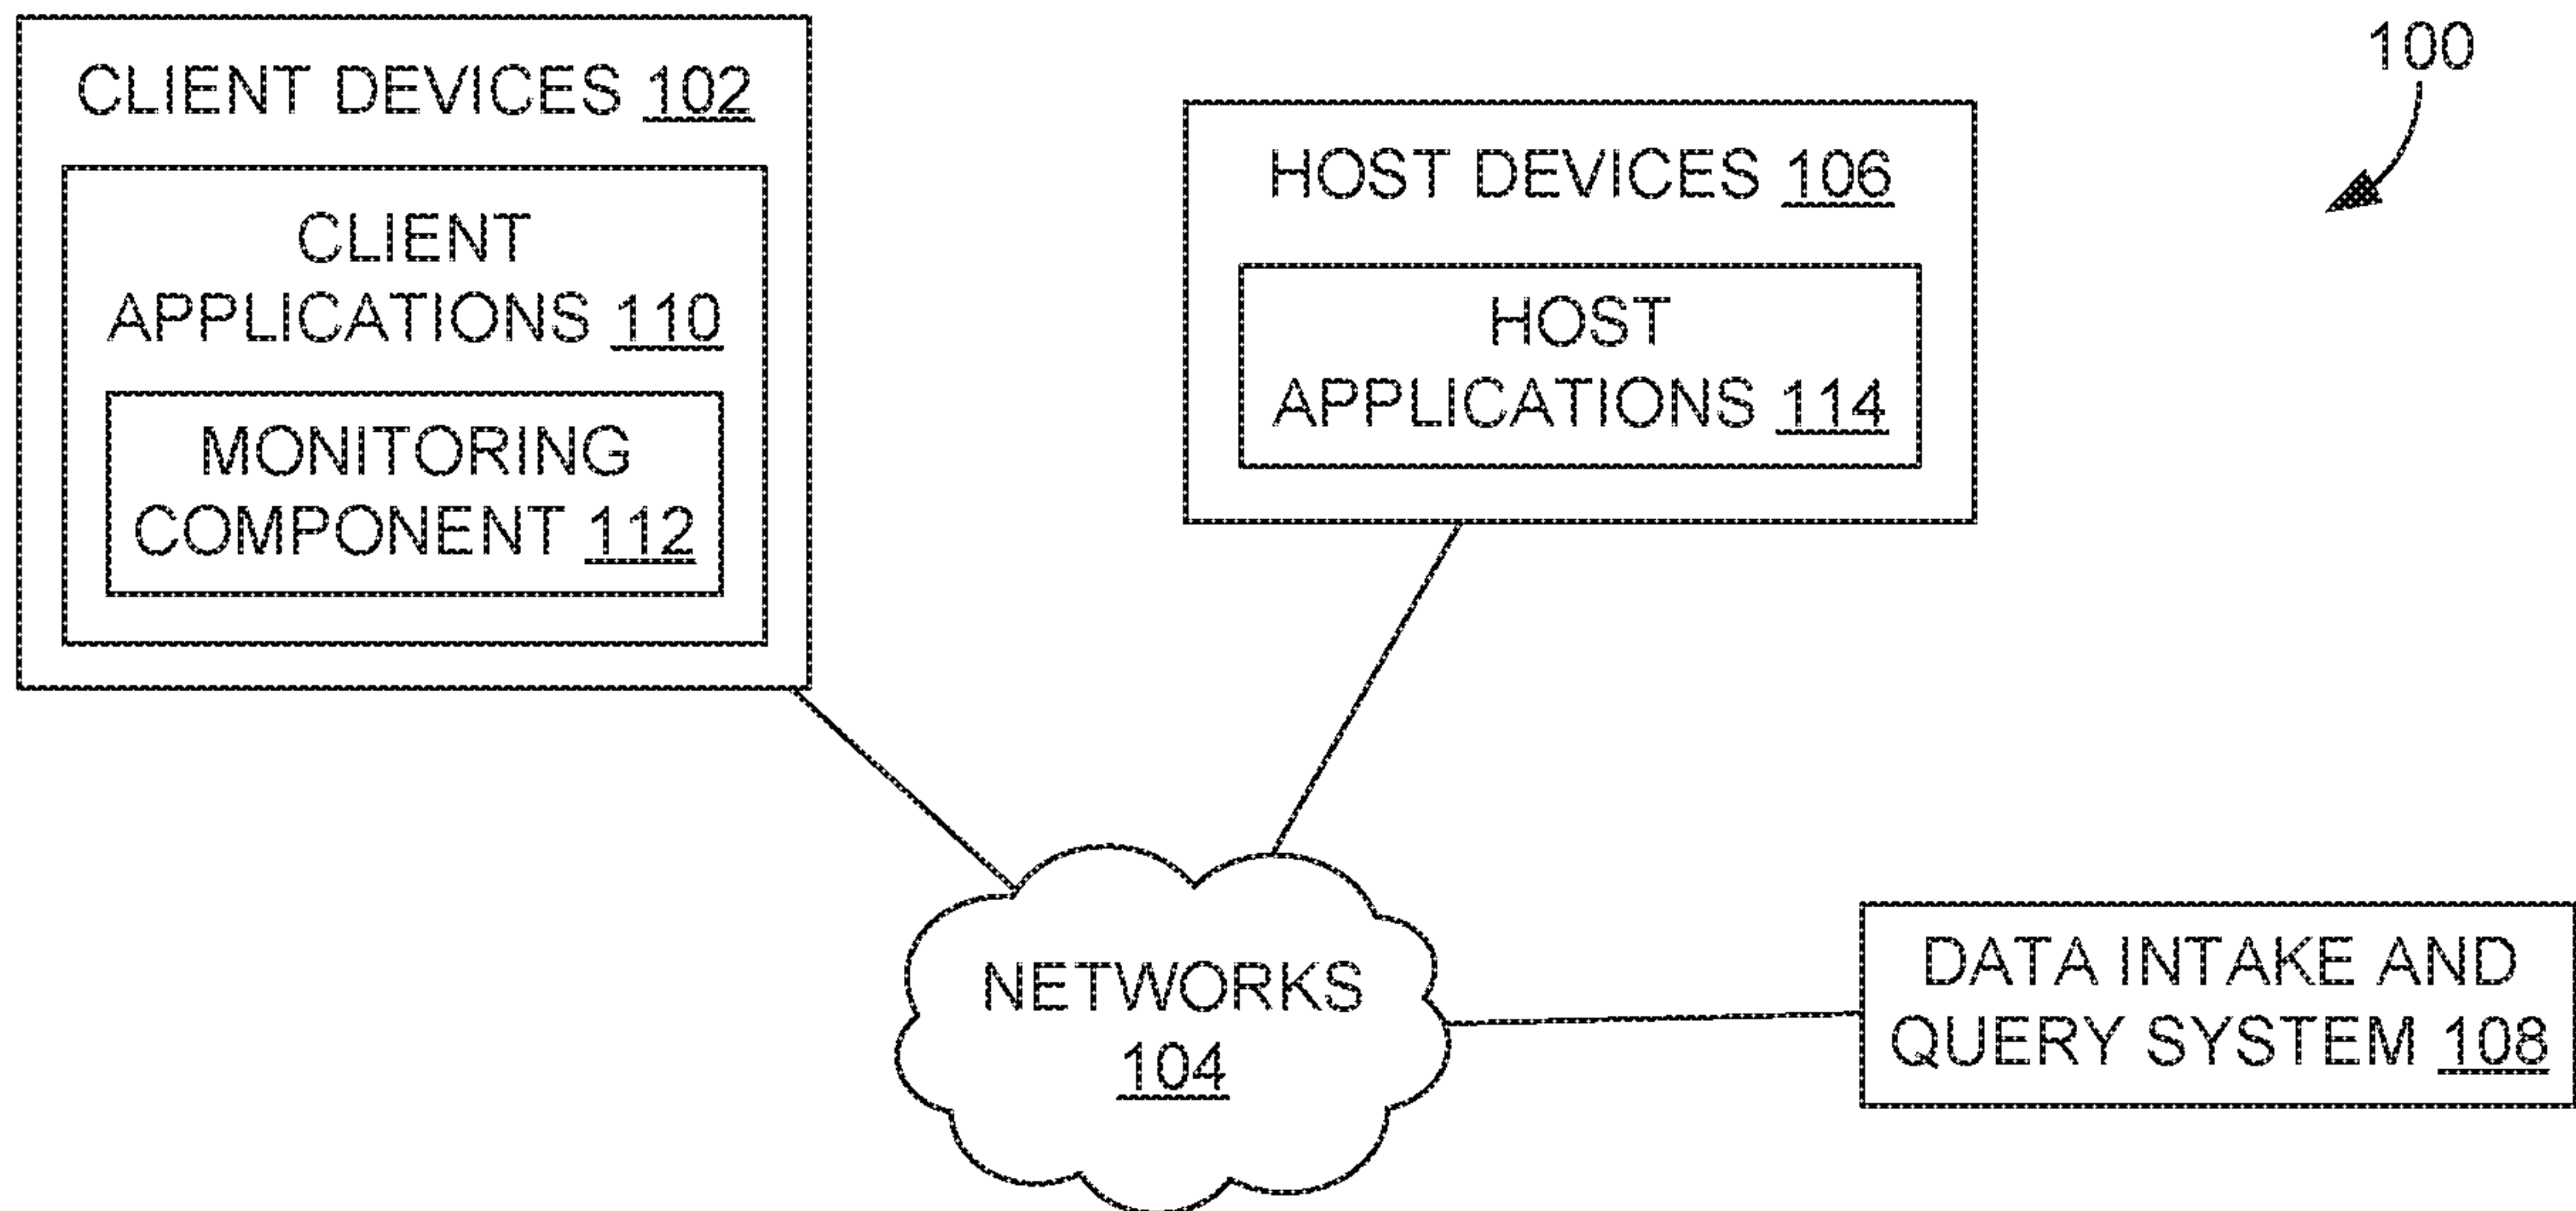 CLIENT DEVICES 102
CLIENT
APPLICATIONS 110
MONITORING
COMPONENT 112
HOST DEVICES 106
HOST
APPLICATIONS 114
100
NETWORKS
104
DATA INTAKE AND
QUERY SYSTEM 108